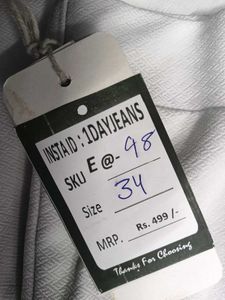 INSTA ID : 1DAYJEANS
SKU E @- 98
Size 34
MRP. Rs. 499 /-
Thanks For Choosing